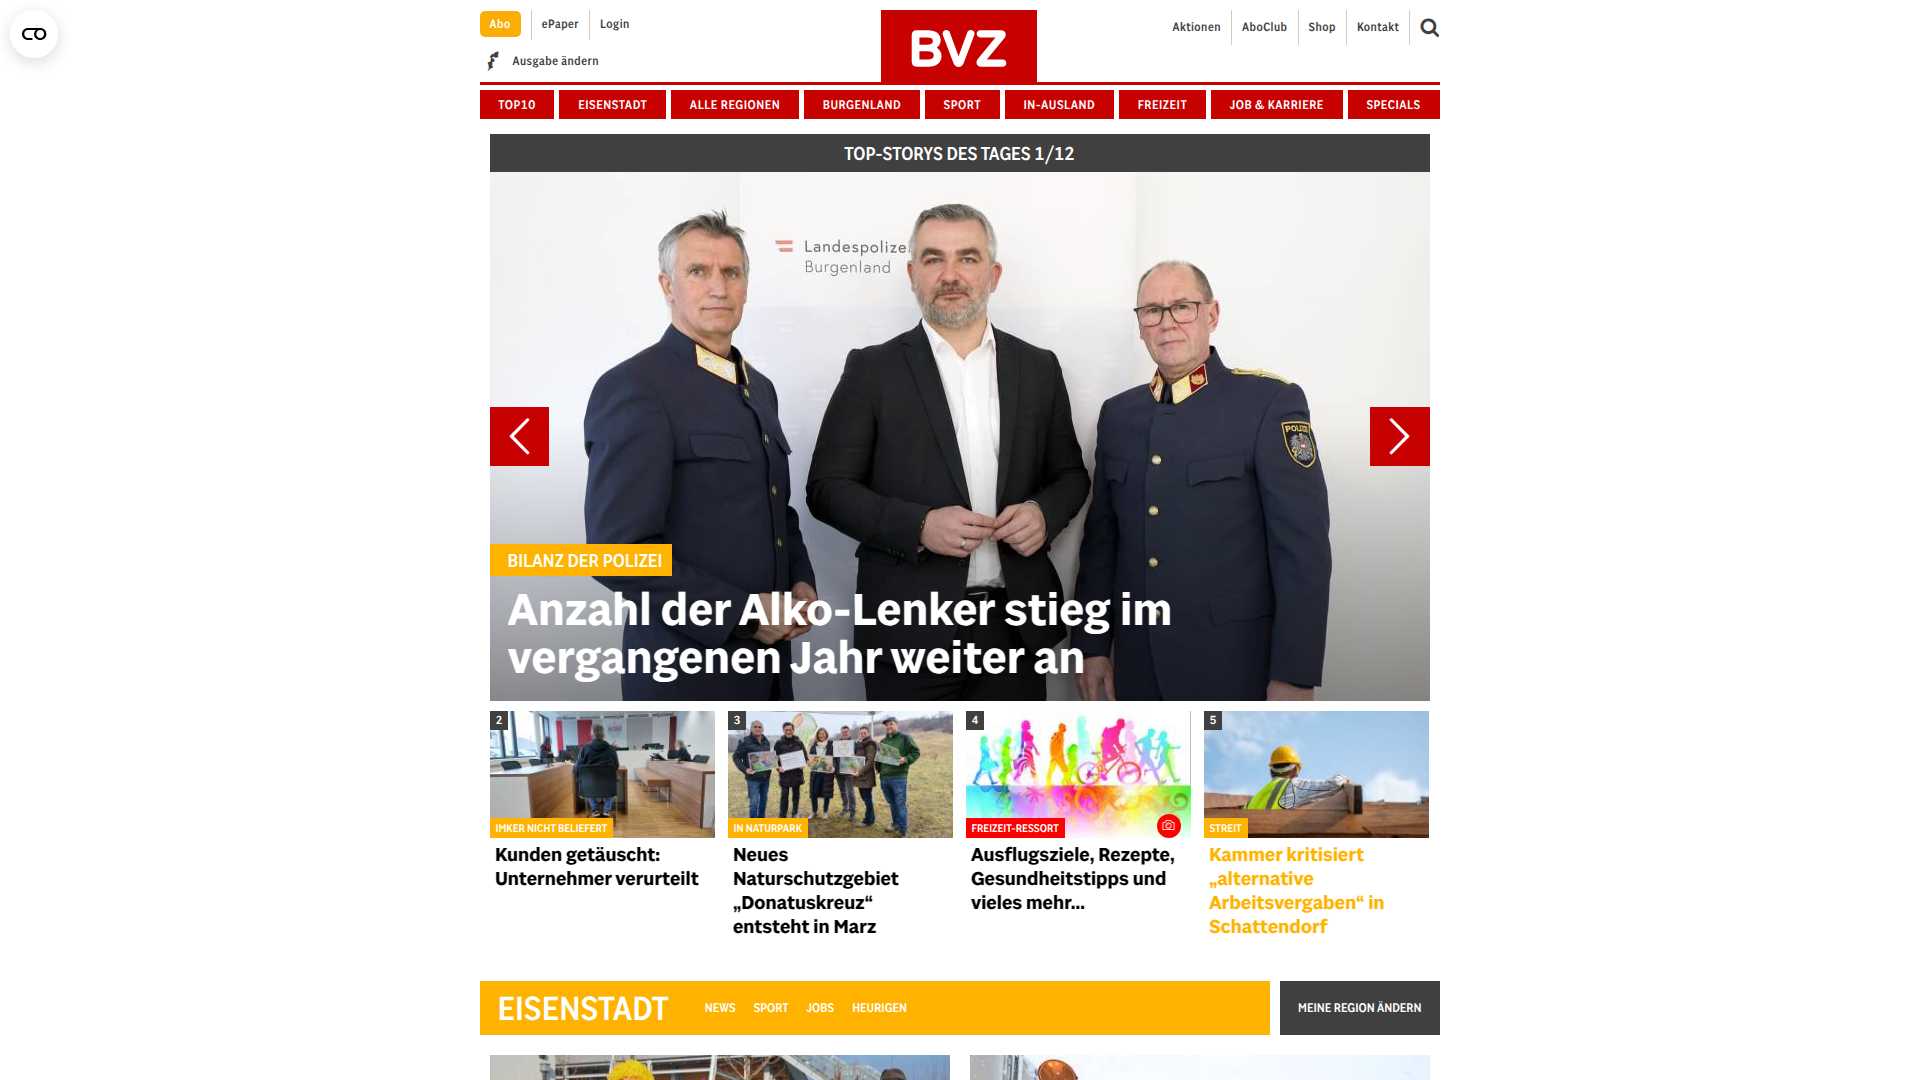 Abo
ePaper
Login
Ausgabe ändern
BVZ
Aktionen
AboClub
Shop
Kontakt
TOP10
EISENSTADT
ALLE REGIONEN
BURGENLAND
SPORT
IN-AUSLAND
FREIZEIT
JOB & KARRIERE
SPECIALS
TOP-STORYS DES TAGES 1/12
Landespolize
Burgenland
POLIZEI
BILANZ DER POLIZEI
Anzahl der Alko-Lenker stieg im
vergangenen Jahr weiter an
2
IMKER NICHT BELIEFERT
Kunden getäuscht:
Unternehmer verurteilt
3
IN NATURPARK
Neues
Naturschutzgebiet
„Donatuskreuz“
entsteht in Marz
4
FREIZEIT-RESSORT
Ausflugsziele, Rezepte,
Gesundheitstipps und
vieles mehr...
5
STREIT
Kammer kritisiert
„alternative
Arbeitsvergaben“ in
Schattendorf
EISENSTADT
NEWS
SPORT
JOBS
HEURIGEN
MEINE REGION ÄNDERN